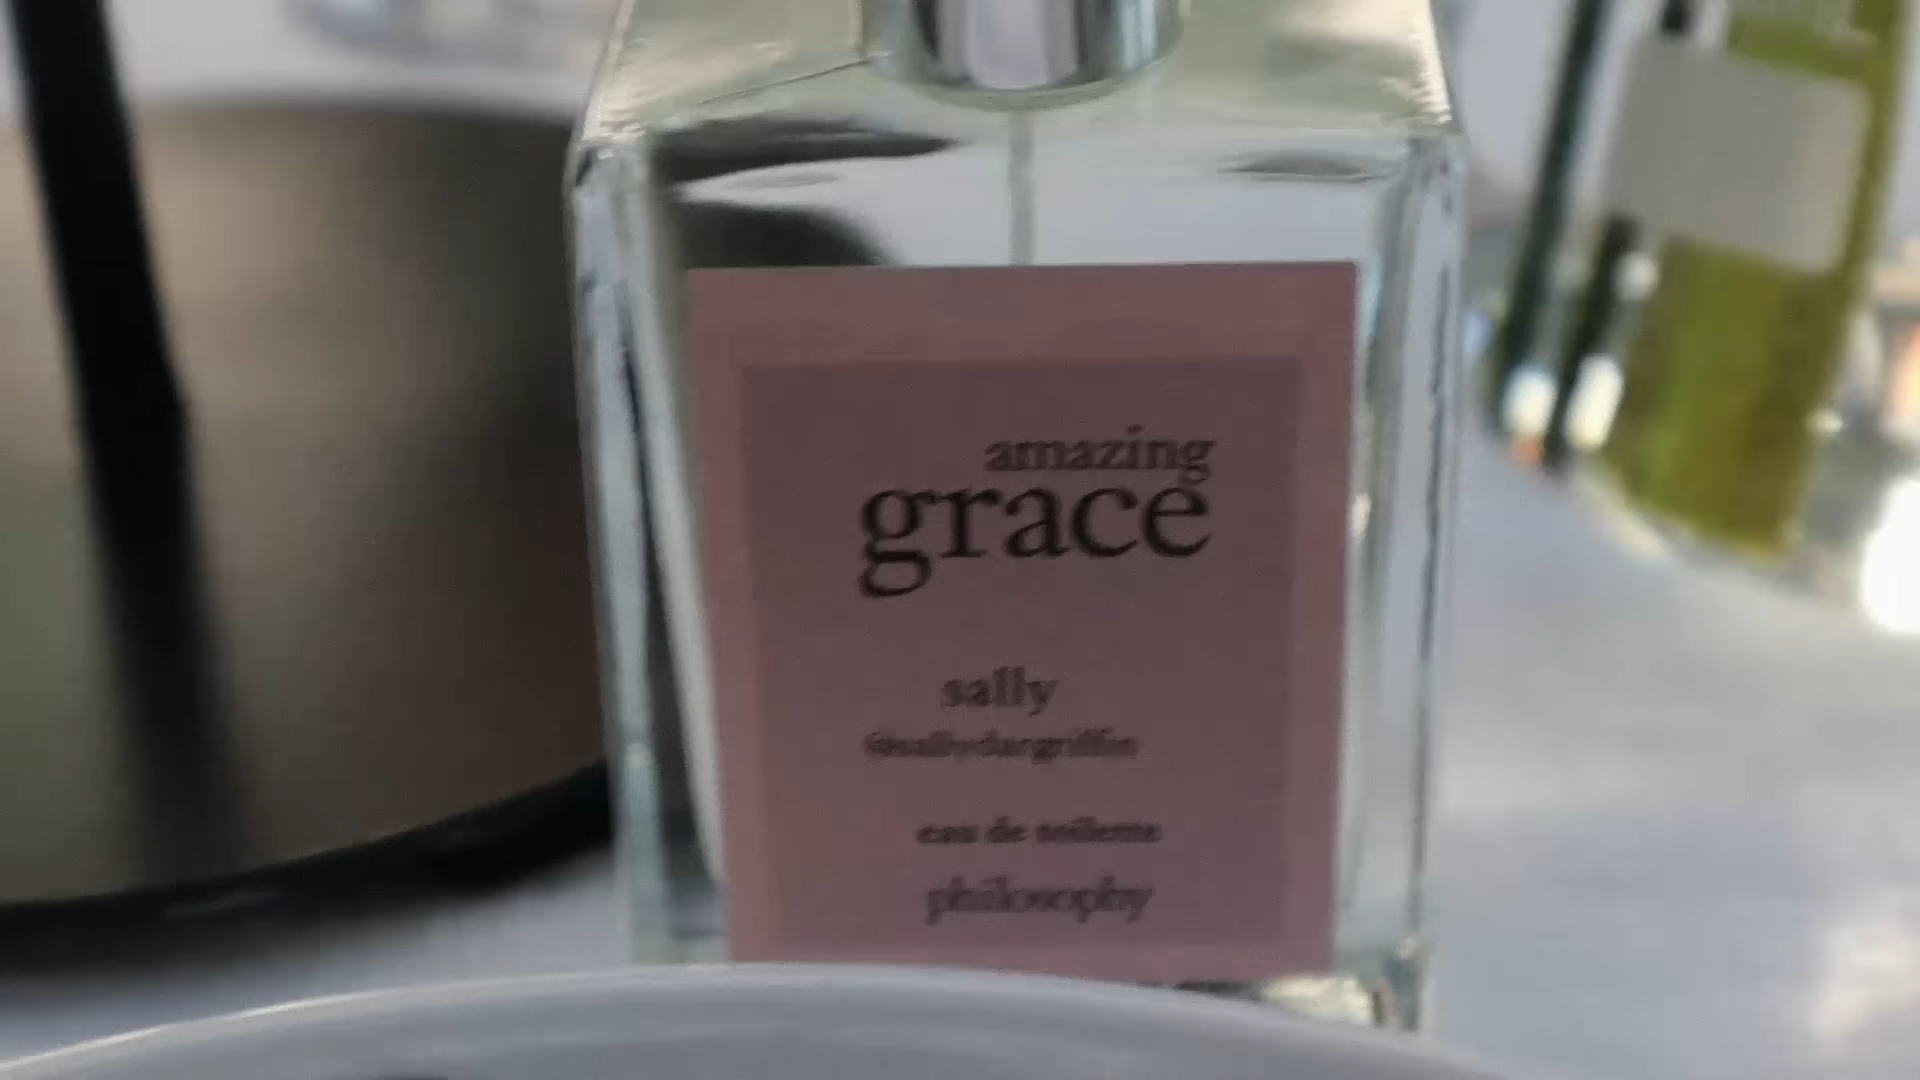 amazing
grace
sally
eau de toilette
philosophy